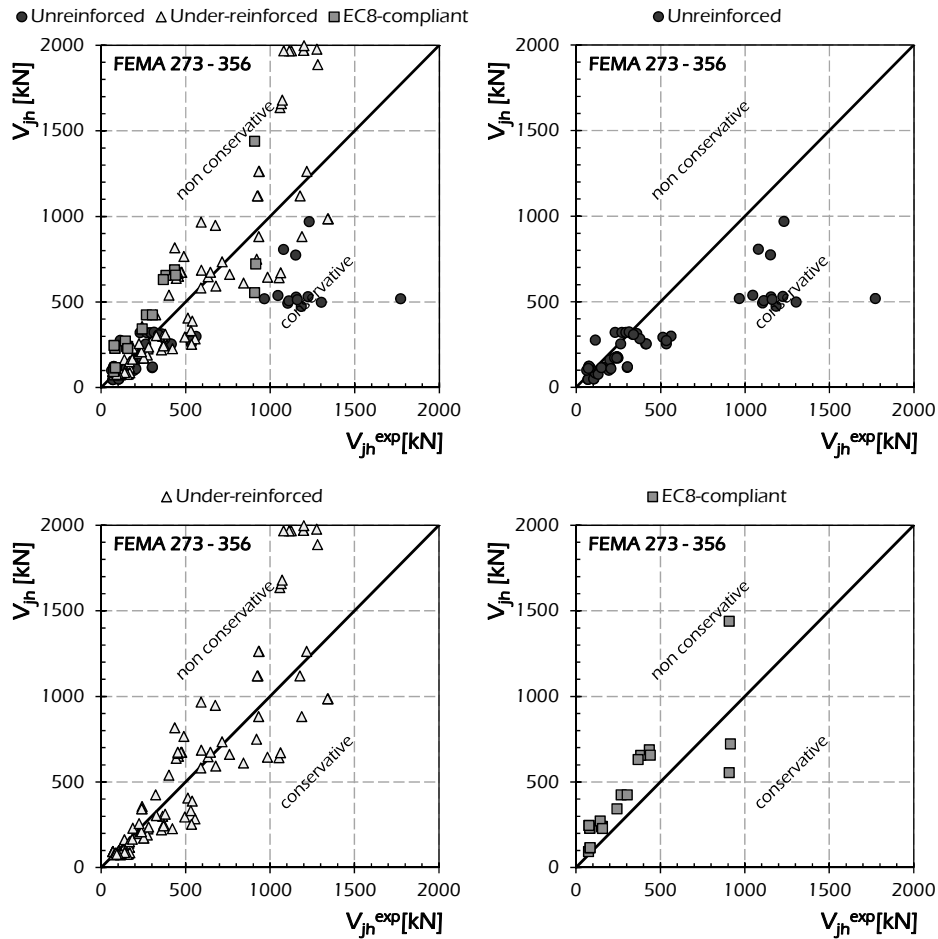 Unreinforced Under-reinforced EC8-compliant
2000
1500
1000
500
0
V_jh [kN]
FEMA 273 - 356
non conservative
conservative
0 500 1000 1500 2000
V_jh^exp[kN]
Unreinforced
2000
1500
1000
500
0
V_jh [kN]
FEMA 273 - 356
non conservative
conservative
0 500 1000 1500 2000
V_jh^exp[kN]
Under-reinforced
2000
1500
1000
500
0
V_jh [kN]
FEMA 273 - 356
non conservative
conservative
0 500 1000 1500 2000
V_jh^exp[kN]
EC8-compliant
2000
1500
1000
500
0
V_jh [kN]
FEMA 273 - 356
non conservative
conservative
0 500 1000 1500 2000
V_jh^exp[kN]